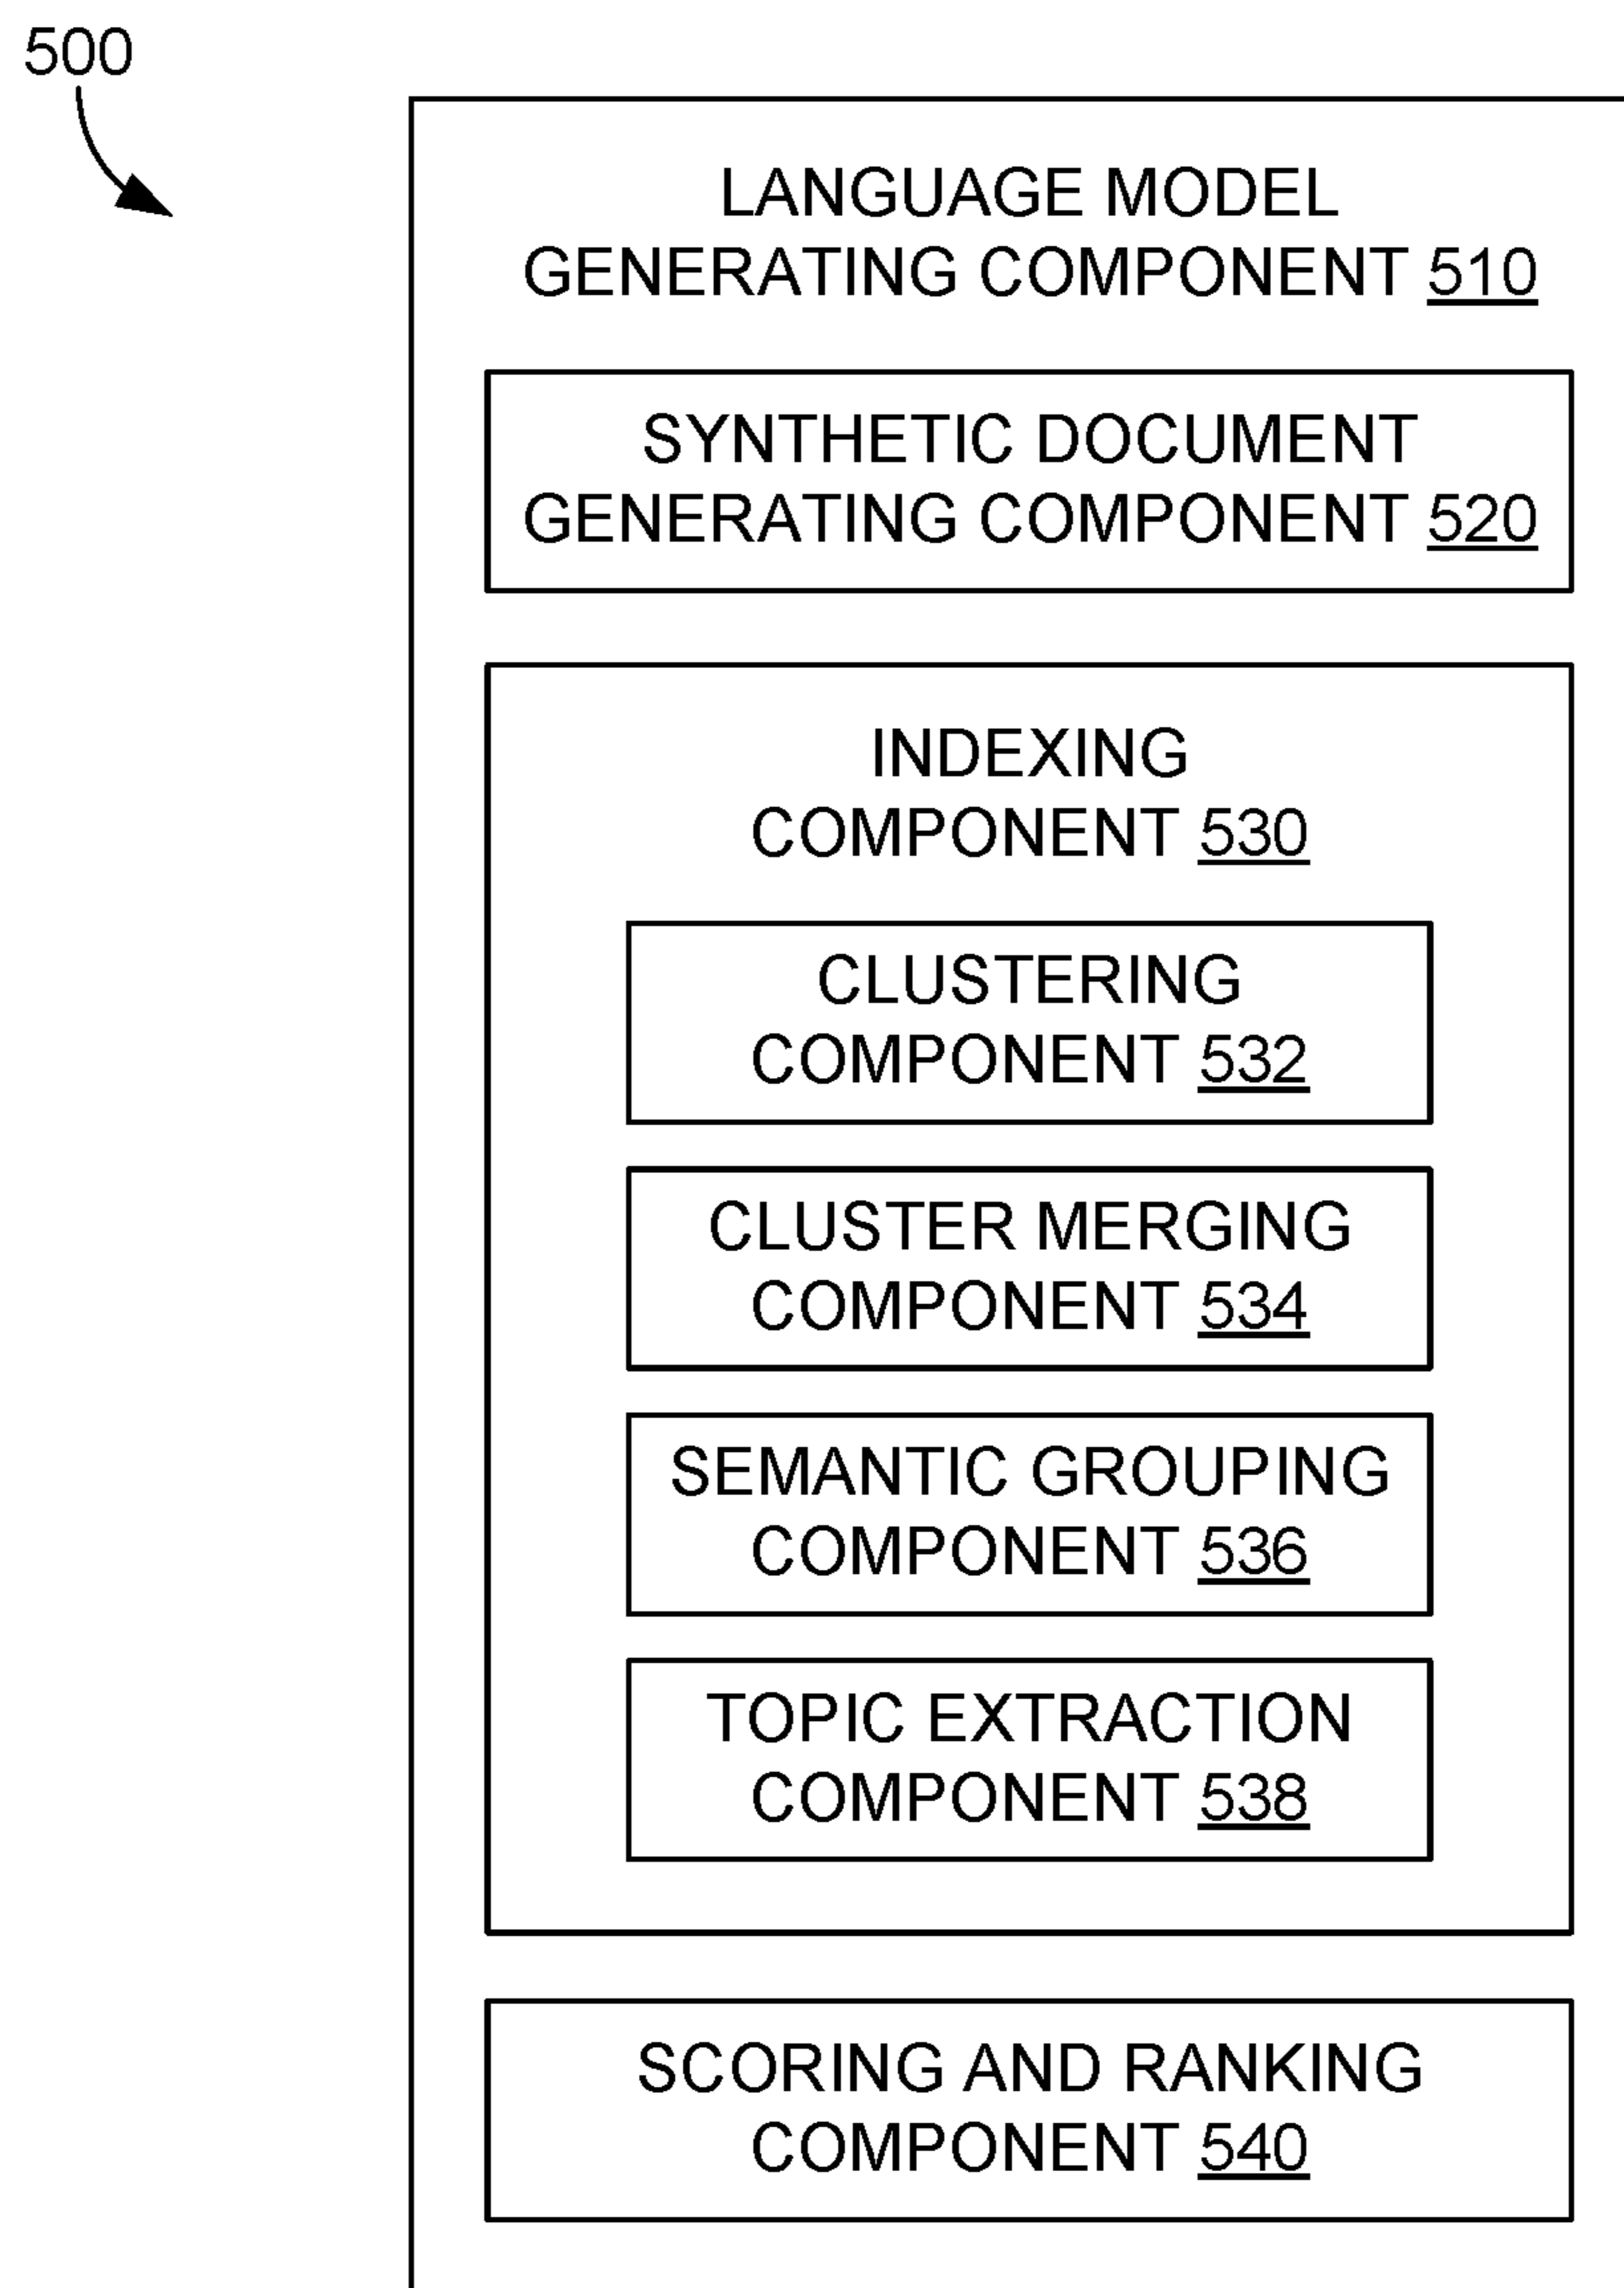 500
LANGUAGE MODEL
GENERATING COMPONENT 510
SYNTHETIC DOCUMENT
GENERATING COMPONENT 520
INDEXING
COMPONENT 530
CLUSTERING
COMPONENT 532
CLUSTER MERGING
COMPONENT 534
SEMANTIC GROUPING
COMPONENT 536
TOPIC EXTRACTION
COMPONENT 538
SCORING AND RANKING
COMPONENT 540